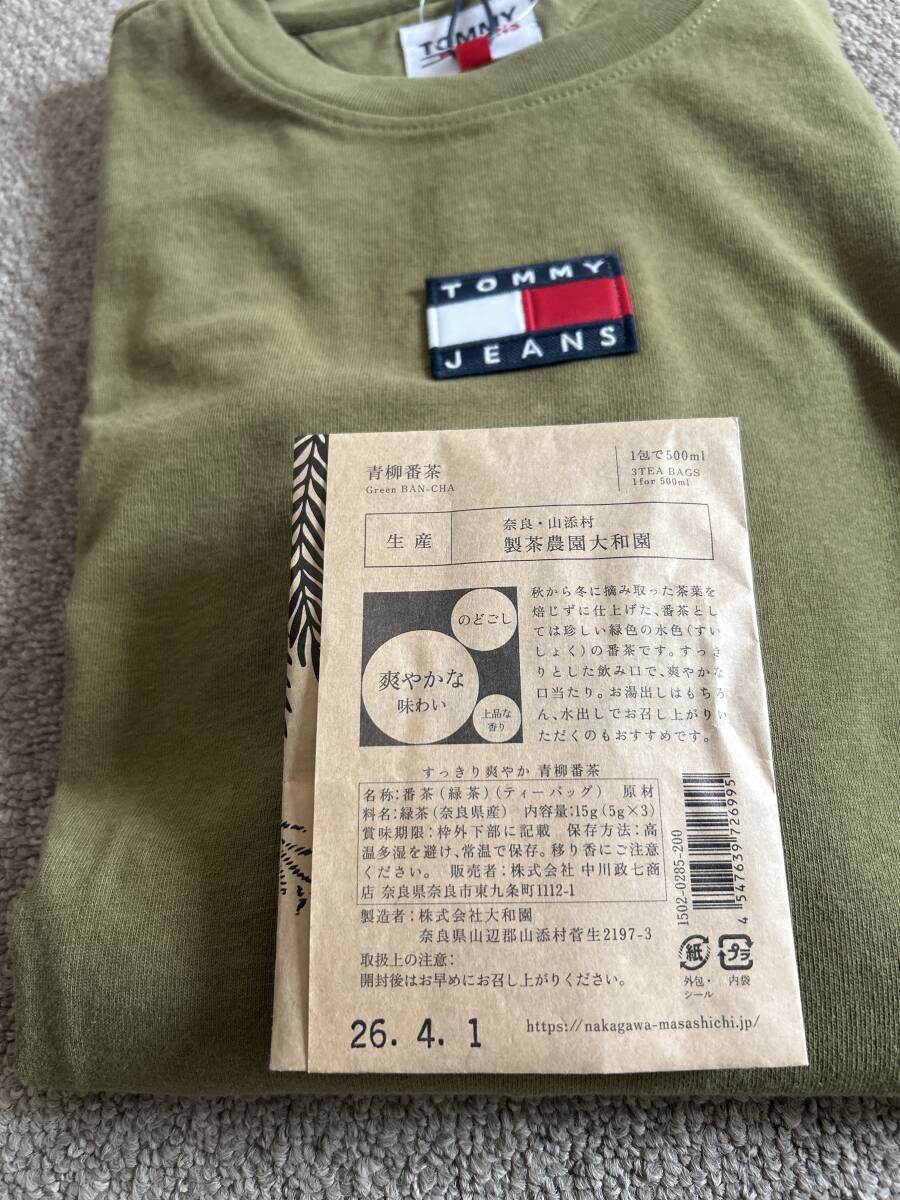 TOMMY
TOMMY
JEANS
青柳番茶
Green BAN-CHA
1包で500ml
3TEA BAGS
1for 500ml
生産
奈良・山添村
製茶農園大和園
のどごし
爽やかな
味わい
上品な
香り
秋から冬に摘み取った茶葉を
焙じずに仕上げた、番茶とし
ては珍しい緑色の水色(すい
しょく)の番茶です。すっき
りとした飲み口で、爽やかな
口当たり。お湯出しはもちろ
ん、水出しでお召し上がりい
ただくのもおすすめです。
すっきり爽やか 青柳番茶
名称:番茶(緑茶)(ティーバッグ) 原材
料名:緑茶(奈良県産) 内容量:15g(5g×3)
賞味期限:枠外下部に記載 保存方法:高
温多湿を避け、常温で保存。移り香にご注意
ください。 販売者:株式会社 中川政七商
店 奈良県奈良市東九条町1112-1
製造者:株式会社大和園
奈良県山辺郡山添村菅生2197-3
取扱上の注意:
開封後はお早めにお召し上がりください。
1502-0285-200
4 547639 726995
紙
外包・
シール
プラ
内袋
26. 4. 1
https://nakagawa-masashichi.jp/